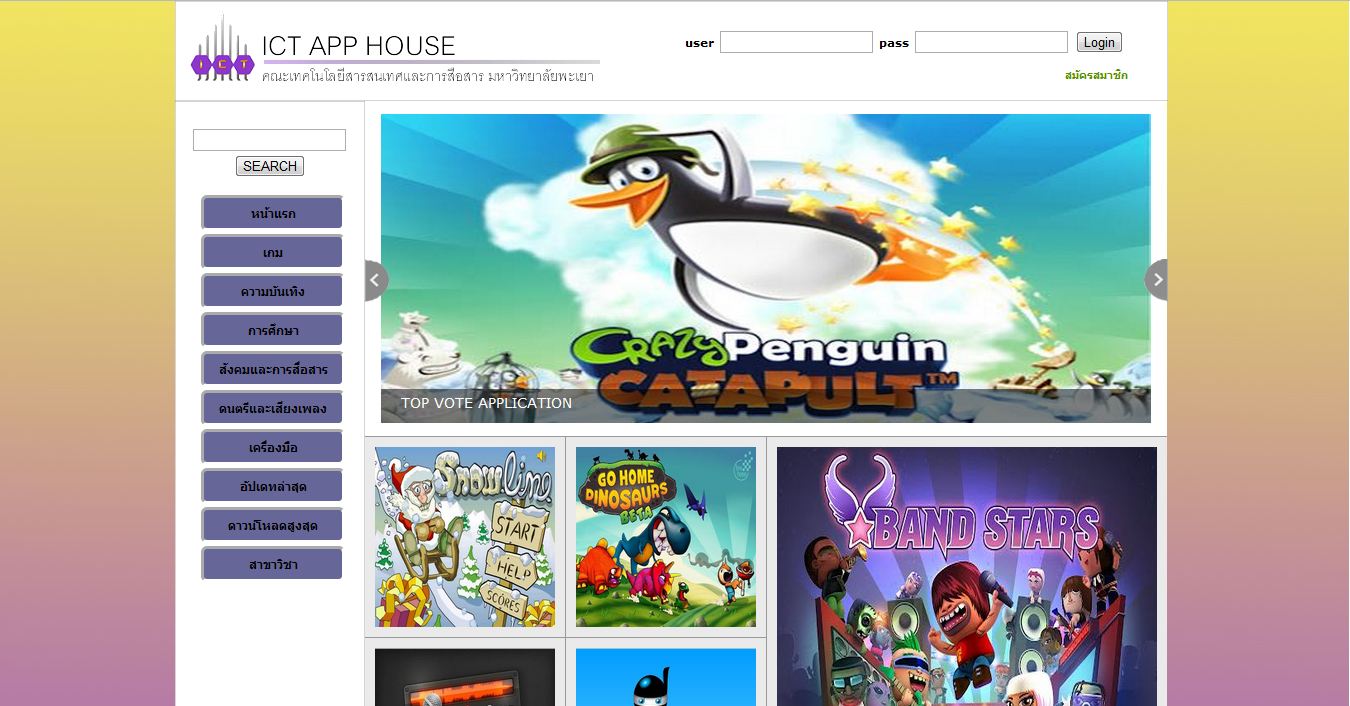 ICT
ICT APP HOUSE
คณะเทคโนโลยีสารสนเทศและการสื่อสาร มหาวิทยาลัยพะเยา
user
pass
Login
สมัครสมาชิก
SEARCH
หน้าแรก
เกม
ความบันเทิง
การศึกษา
สังคมและการสื่อสาร
ดนตรีและเสียงเพลง
เครื่องมือ
อัปเดทล่าสุด
ดาวน์โหลดสูงสุด
สาขาวิชา
CRAZY Penguin
CATAPULT™
TOP VOTE APPLICATION
Snow Line
START
HELP
SCORES
GO HOME
DINOSAURS
BETA
BAND STARS